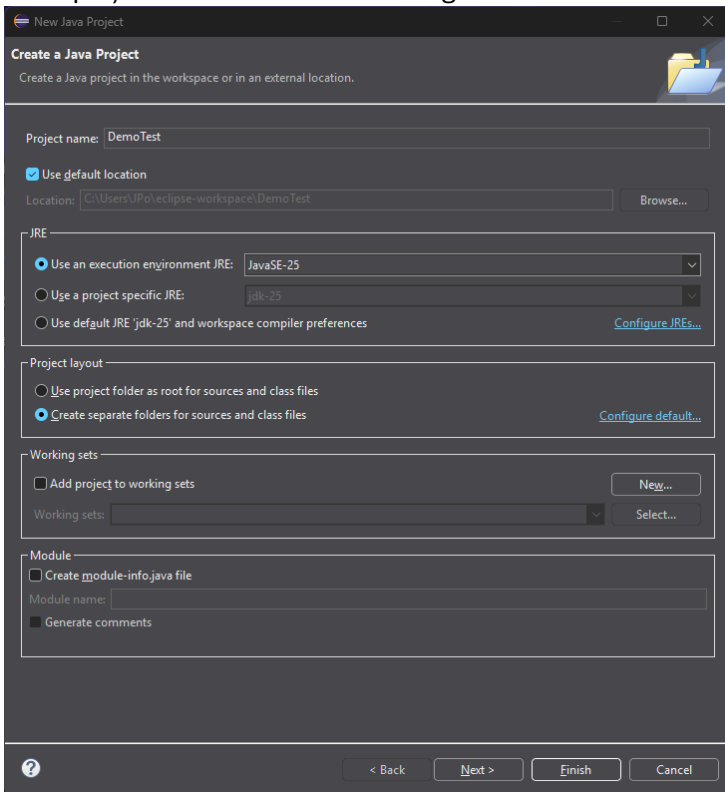 New Java Project
Create a Java Project
Create a Java project in the workspace or in an external location.
Project name: DemoTest
Use default location
Location: C:\Users\JPo\eclipse-workspace\DemoTest
Browse...
JRE
Use an execution environment JRE: JavaSE-25
Use a project specific JRE: jdk-25
Use default JRE 'jdk-25' and workspace compiler preferences
Configure JREs...
Project layout
Use project folder as root for sources and class files
Create separate folders for sources and class files
Configure default...
Working sets
Add project to working sets
New...
Working sets:
Select...
Module
Create module-info.java file
Module name:
Generate comments
?
< Back
Next >
Finish
Cancel